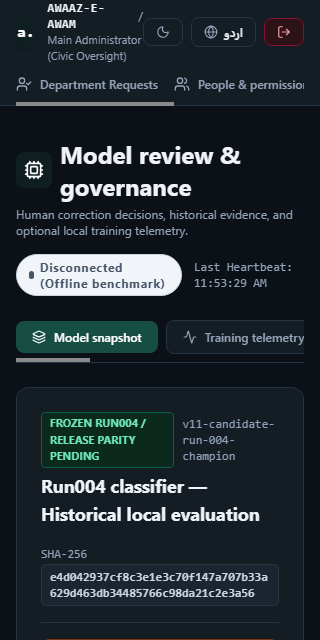 a.
AWAAZ-E-AWAM /
Main Administrator
(Civic Oversight)
اردو
Department Requests
People & permission
Model review &
governance
Human correction decisions, historical evidence, and
optional local training telemetry.
Disconnected
(Offline benchmark)
Last Heartbeat:
11:53:29 AM
Model snapshot
Training telemetry
FROZEN RUN004 /
RELEASE PARITY
PENDING
v11-candidate-
run-004-
champion
Run004 classifier —
Historical local evaluation
SHA-256
e4d042937cf8c3e1e3c70f147a707b33a
629d463db34485766c98da21c2e3a56